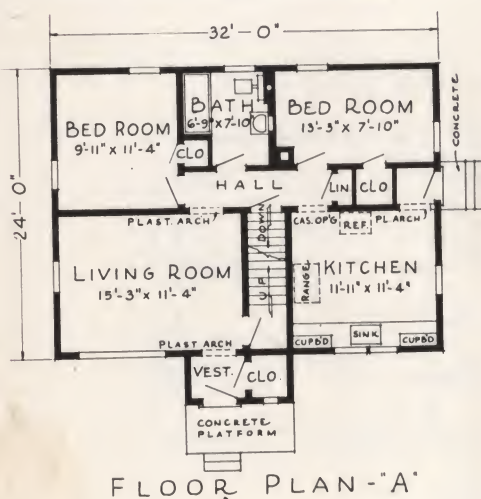 32'-0"
24'-0"
BED ROOM
9'-11" x 11'-4"
CLO
BATH
6'-9" x 7'-10"
BED ROOM
13'-3" x 7'-10"
CONCRETE
HALL
LIN
CLO
PLAST. ARCH
DOWN
CAS. OP'G
REF.
PL. ARCH
LIVING ROOM
15'-3" x 11'-4"
UP
RANGE
KITCHEN
11'-11" x 11'-4"
PLAST ARCH
CUPB'D
SINK
CUPB'D
VEST.
CLO.
CONCRETE
PLATFORM
FLOOR PLAN - "A"